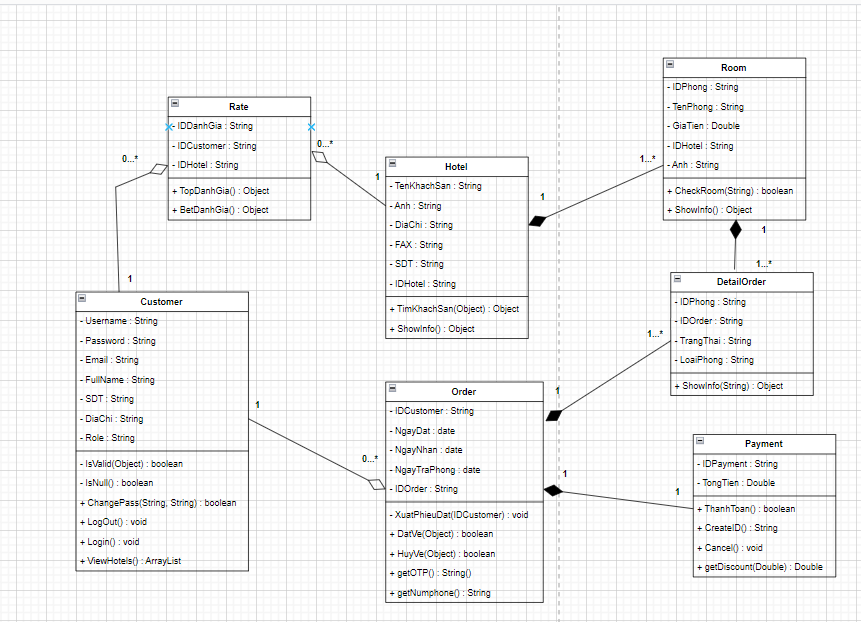 Rate
- IDDanhGia : String
- IDCustomer : String
- IDHotel : String
+ TopDanhGia() : Object
+ BetDanhGia() : Object
0...*
0...*
1
1
Hotel
- TenKhachSan : String
- Anh : String
- DiaChi : String
- FAX : String
- SDT : String
- IDHotel : String
+ TimKhachSan(Object) : Object
+ ShowInfo() : Object
1
1...*
Room
- IDPhong : String
- TenPhong : String
- GiaTien : Double
- IDHotel : String
- Anh : String
+ CheckRoom(String) : boolean
+ ShowInfo() : Object
1
1...*
DetailOrder
- IDPhong : String
- IDOrder : String
- TrangThai : String
- LoaiPhong : String
+ ShowInfo(String) : Object
1...*
1
Customer
- Username : String
- Password : String
- Email : String
- FullName : String
- SDT : String
- DiaChi : String
- Role : String
- IsValid(Object) : boolean
- IsNull() : boolean
+ ChangePass(String, String) : boolean
+ LogOut() : void
+ Login() : void
+ ViewHotels() : ArrayList
1
0...*
Order
- IDCustomer : String
- NgayDat : date
- NgayNhan : date
- NgayTraPhong : date
- IDOrder : String
- XuatPhieuDat(IDCustomer) : void
+ DatVe(Object) : boolean
+ HuyVe(Object) : boolean
+ getOTP() : String()
+ getNumphone() : String
1
1
Payment
- IDPayment : String
- TongTien : Double
+ ThanhToan() : boolean
+ CreateID() : String
+ Cancel() : void
+ getDiscount(Double) : Double